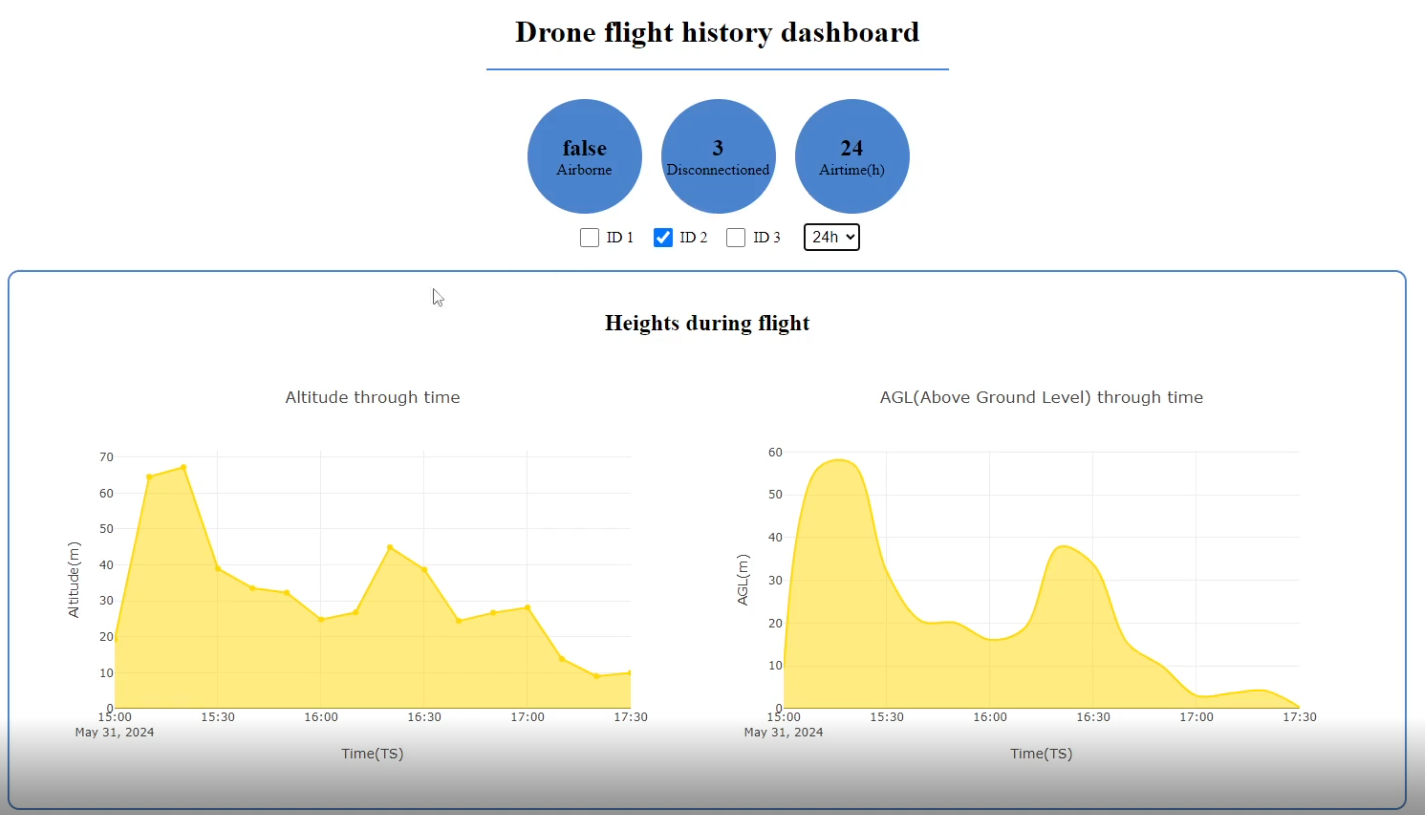 Drone flight history dashboard
false
Airborne
3
Disconnectioned
24
Airtime(h)
ID 1 ID 2 ID 3 24h
Heights during flight
Altitude through time
70
60
50
40
30
20
10
0
Altitude(m)
15:00 15:30 16:00 16:30 17:00 17:30
May 31, 2024
Time(TS)
AGL(Above Ground Level) through time
60
50
40
30
20
10
0
AGL(m)
15:00 15:30 16:00 16:30 17:00 17:30
May 31, 2024
Time(TS)